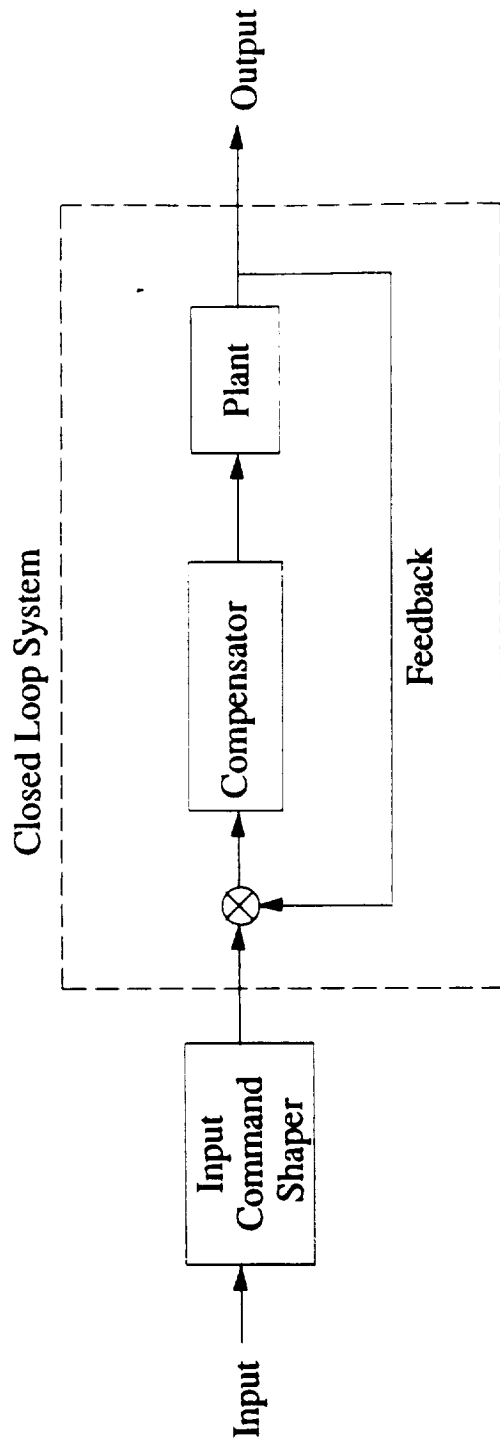 Closed Loop System
Input
Input
Command
Shaper
Compensator
Plant
Output
Feedback